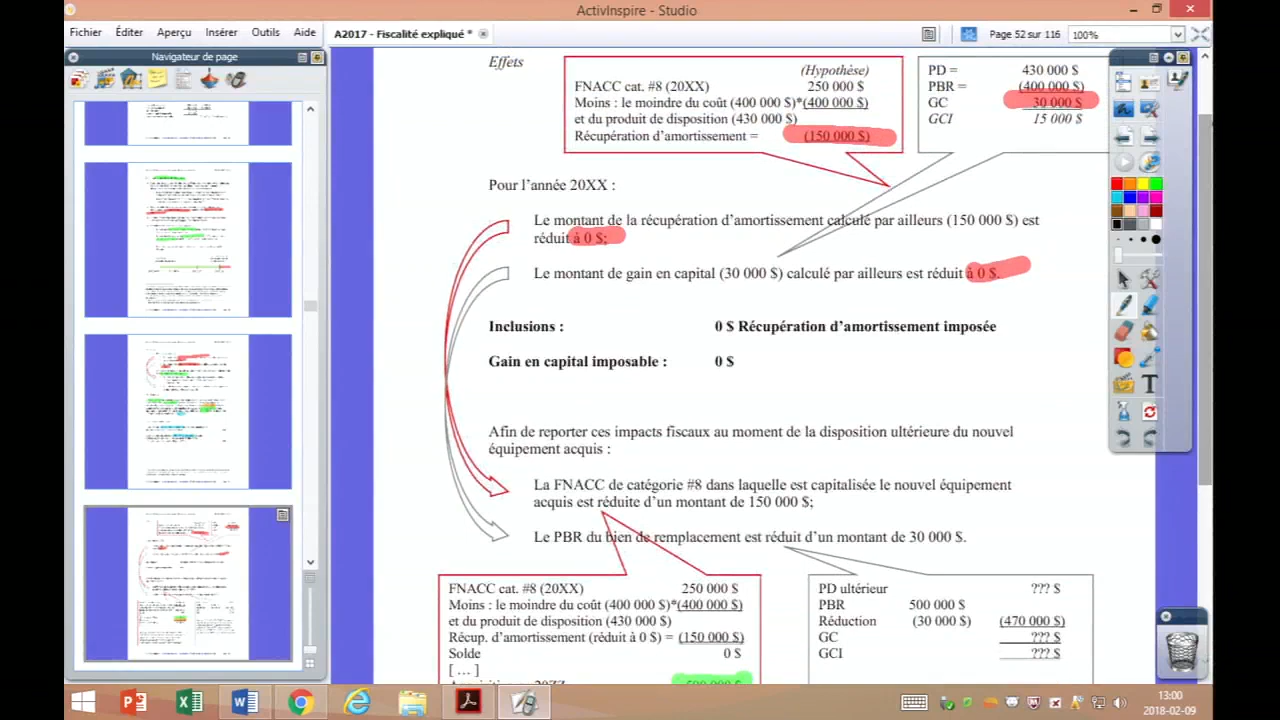 ActivInspire - Studio
Fichier Éditer Aperçu Insérer Outils Aide
A2017 - Fiscalité expliqué *
Page 52 sur 116
100%
Navigateur de page
Effets
(Hypothèse)
FNACC cat. #8 (20XX) 250 000 $
Moins : le moindre du coût (400 000 $)*(400 000 $)
et du produit de disposition (430 000 $)
Récupération d'amortissement = (150 000 $)
PD = 430 000 $
PBR = (400 000 $)
GC 30 000 $
GCI 15 000 $
Pour l'année 20XX :
Le montant de récupération d'amortissement calculé par ailleurs (150 000 $) est
réduit à 0
Le montant de gain en capital (30 000 $) calculé par ailleurs est réduit à 0 $.
Inclusions : 0 $ Récupération d'amortissement imposée
Gain en capital imposable : 0 $
Afin de reporter les impacts fiscaux au moment de la disposition ultérieure du nouvel
équipement acquis :
La FNACC de catégorie #8 dans laquelle est capitalisée le nouvel équipement
acquis est réduite d'un montant de 150 000 $;
Le PBR du bien de remplacement est réduit d'un montant de 30 000 $.
FNACC cat. #8 (20XX) 250 000 $
Moins : le moindre du coût (400 000 $)*(400 000 $)
et du produit de disposition (430 000 $)
Récup. d'amortissement (réduit à 0 $) = (150 000 $)
Solde 0 $
[ … ]
PD ultérieur ? $
PBR 500 000 $
Réduction (30 000 $) (470 000 $)
GC ? $
GCI ??? $
13:00
2018-02-09